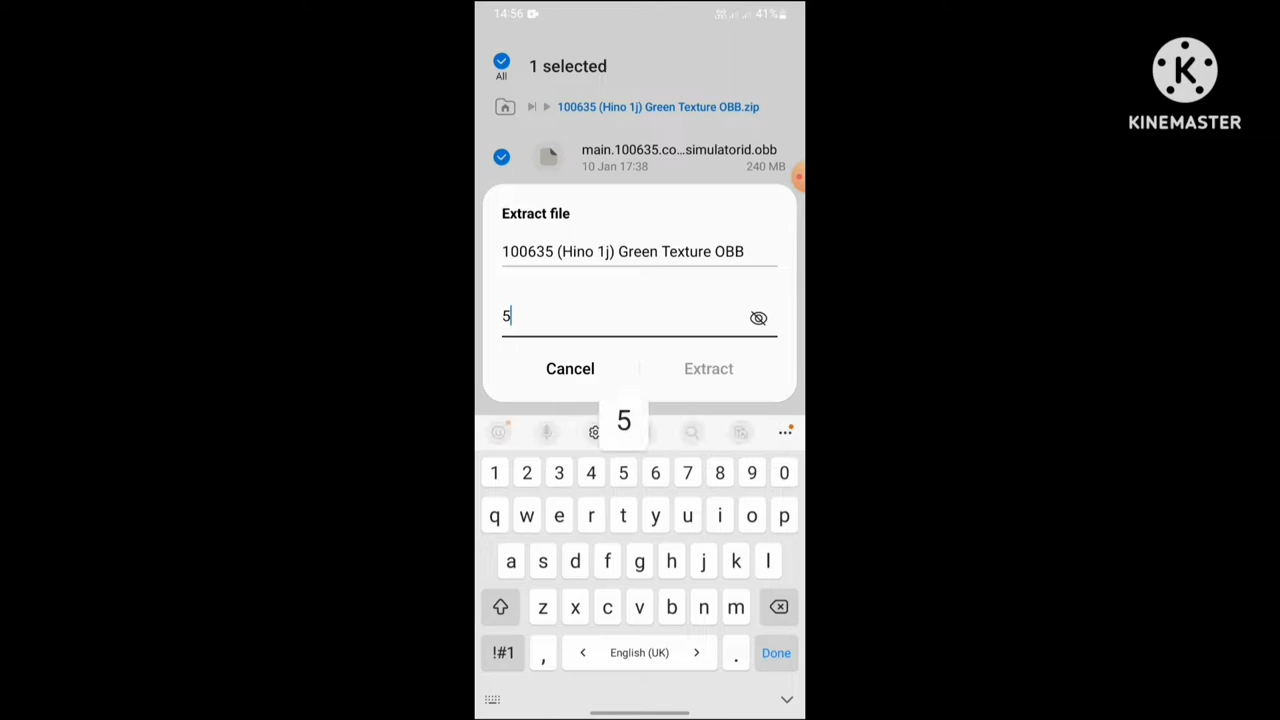 14:56
41%
All
1 selected
100635 (Hino 1j) Green Texture OBB.zip
main.100635.co...simulatorid.obb
10 Jan 17:38
240 MB
Extract file
100635 (Hino 1j) Green Texture OBB
5
Cancel
Extract
5
1 2 3 4 5 6 7 8 9 0
q w e r t y u i o p
a s d f g h j k l
z x c v b n m
!#1 , < English (UK) > . Done
K
KINEMASTER